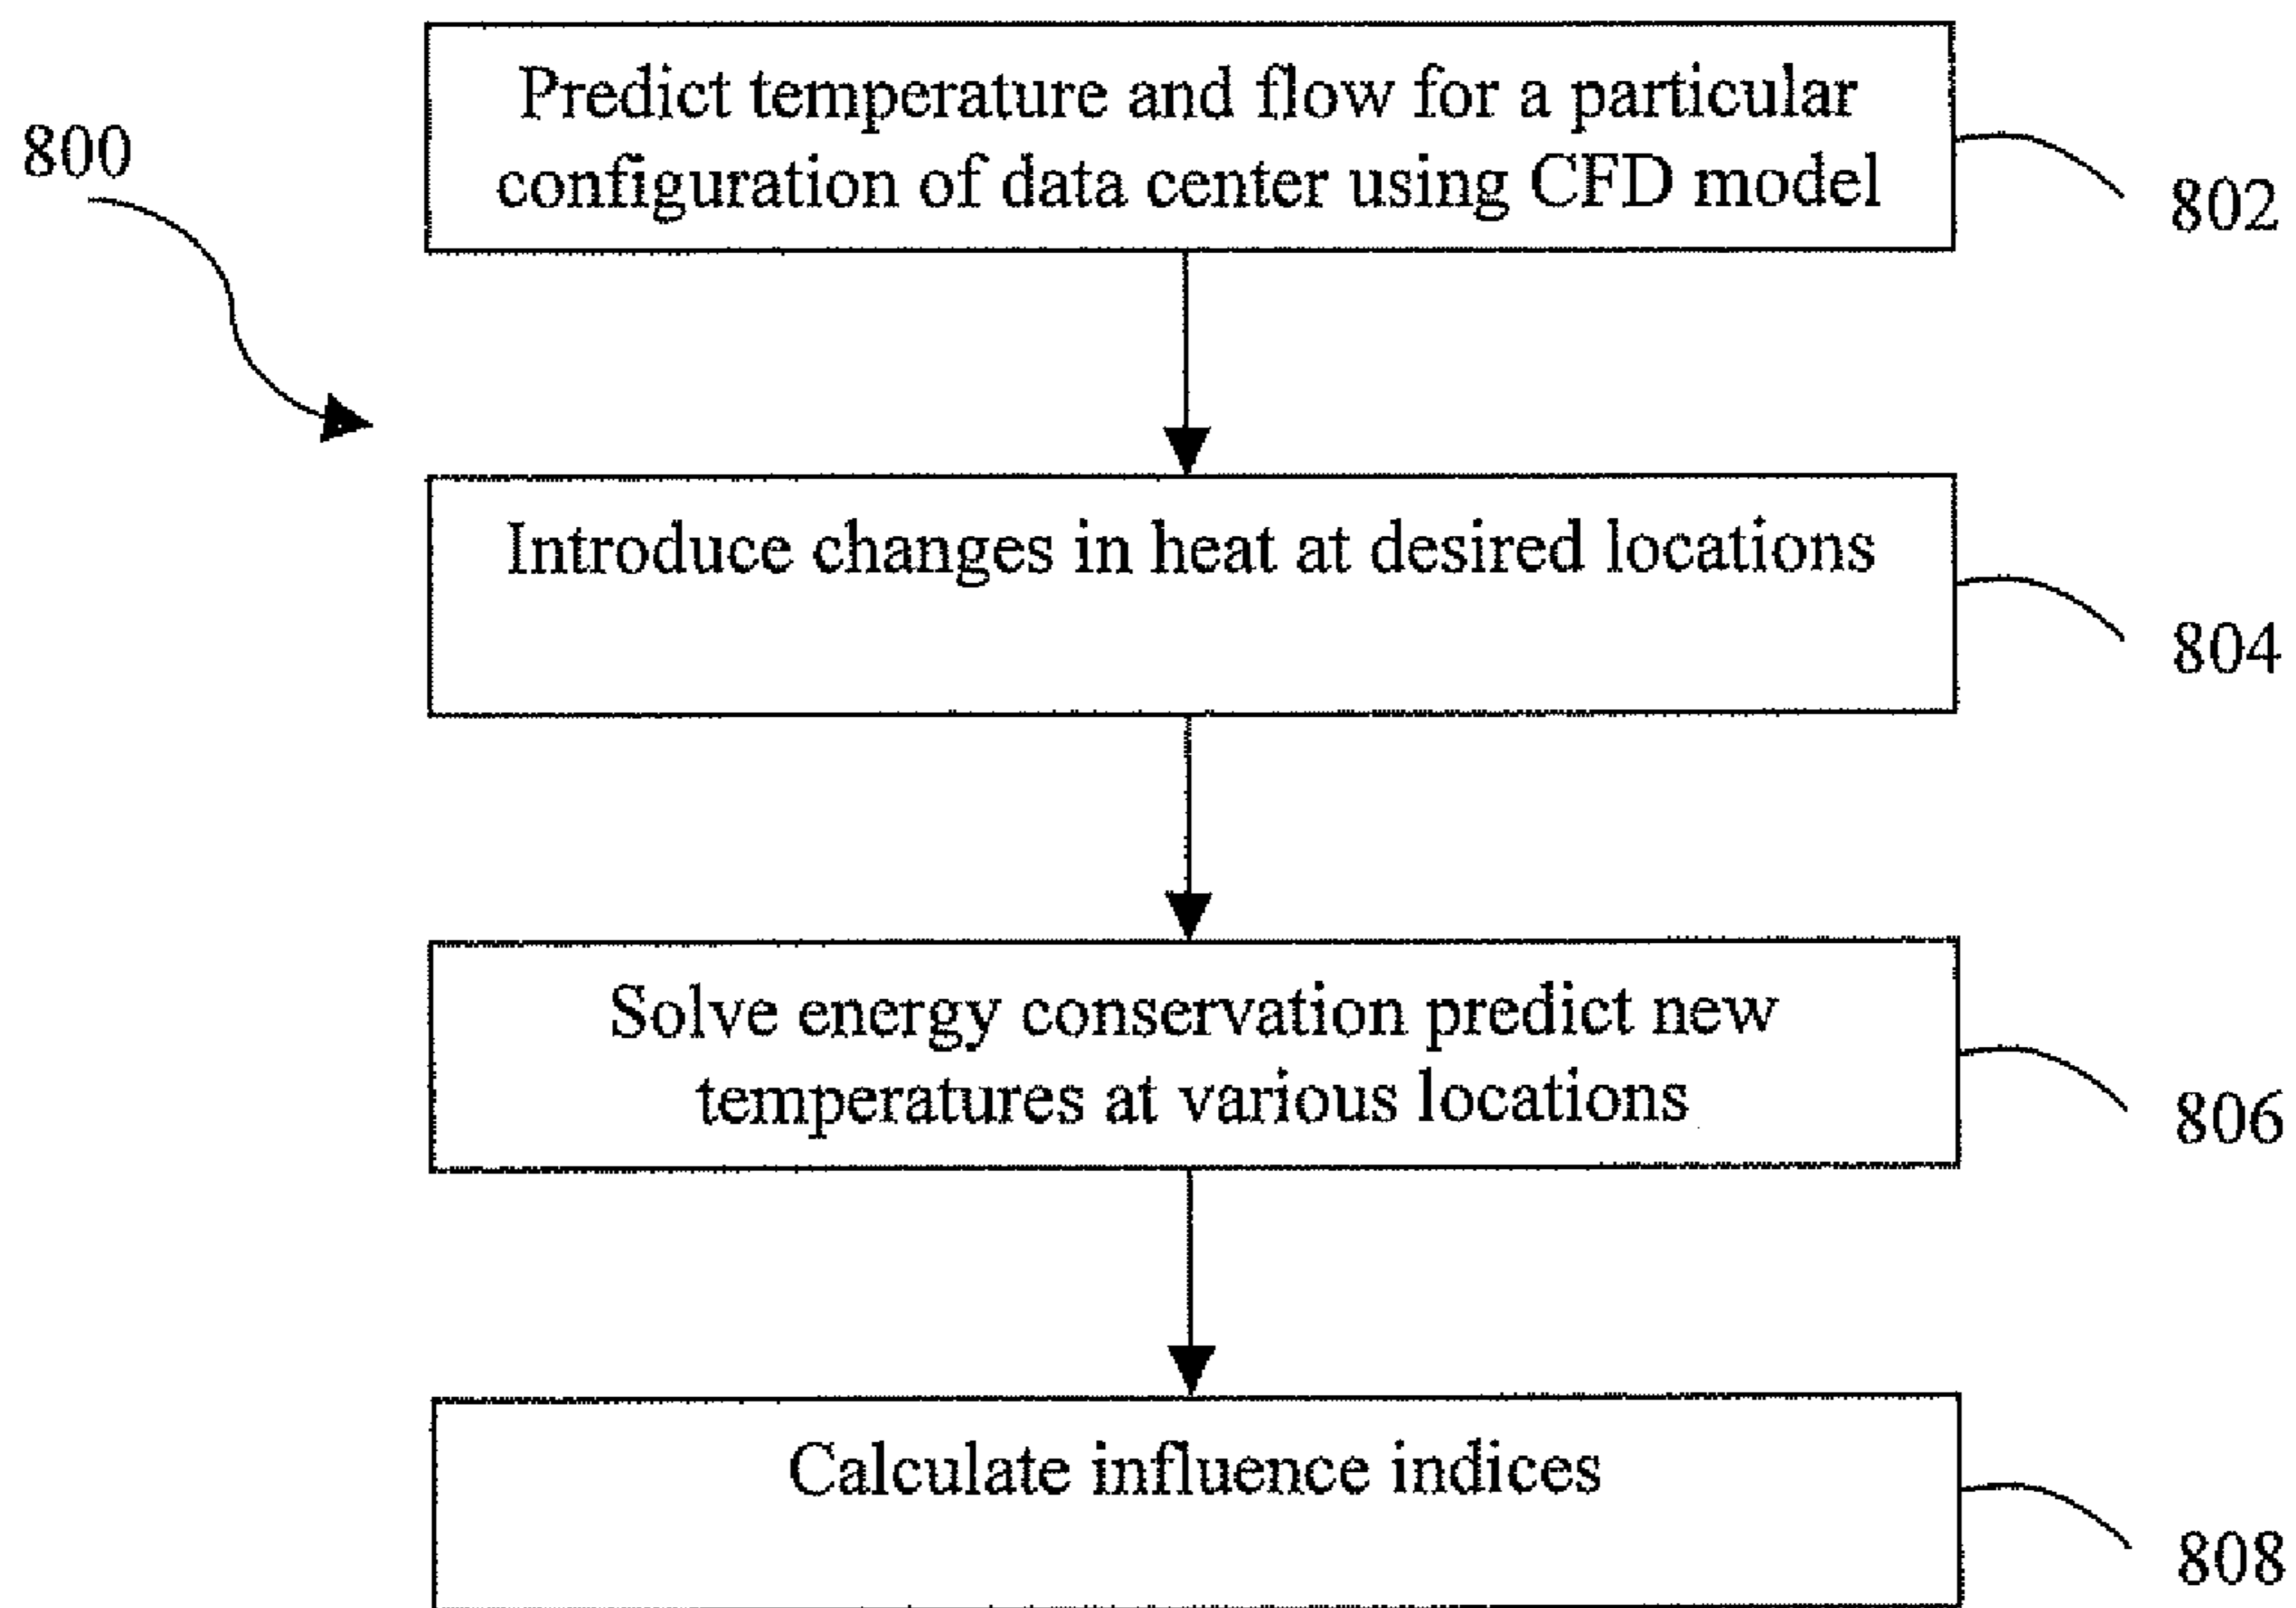 800
Predict temperature and flow for a particular
configuration of data center using CFD model
802
Introduce changes in heat at desired locations
804
Solve energy conservation predict new
temperatures at various locations
806
Calculate influence indices
808